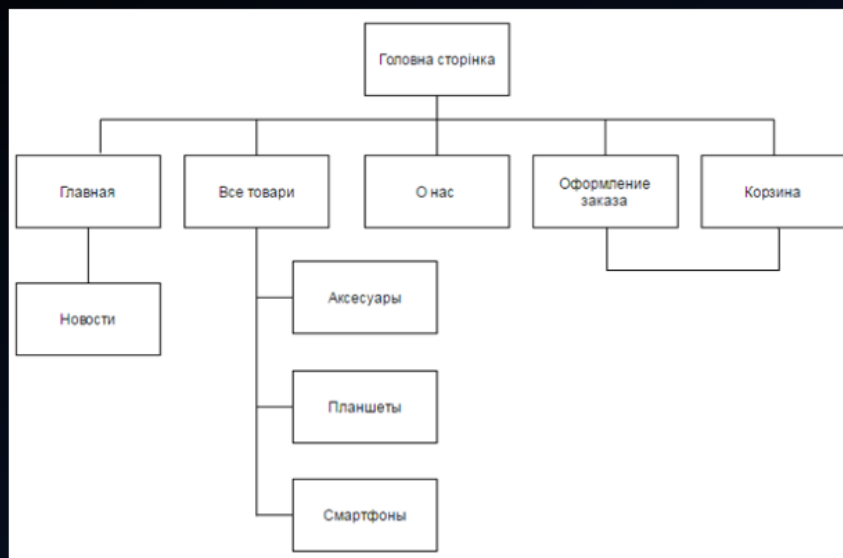 Головна сторінка
Главная
Все товари
О нас
Оформление
заказа
Корзина
Новости
Аксесуары
Планшеты
Смартфоны